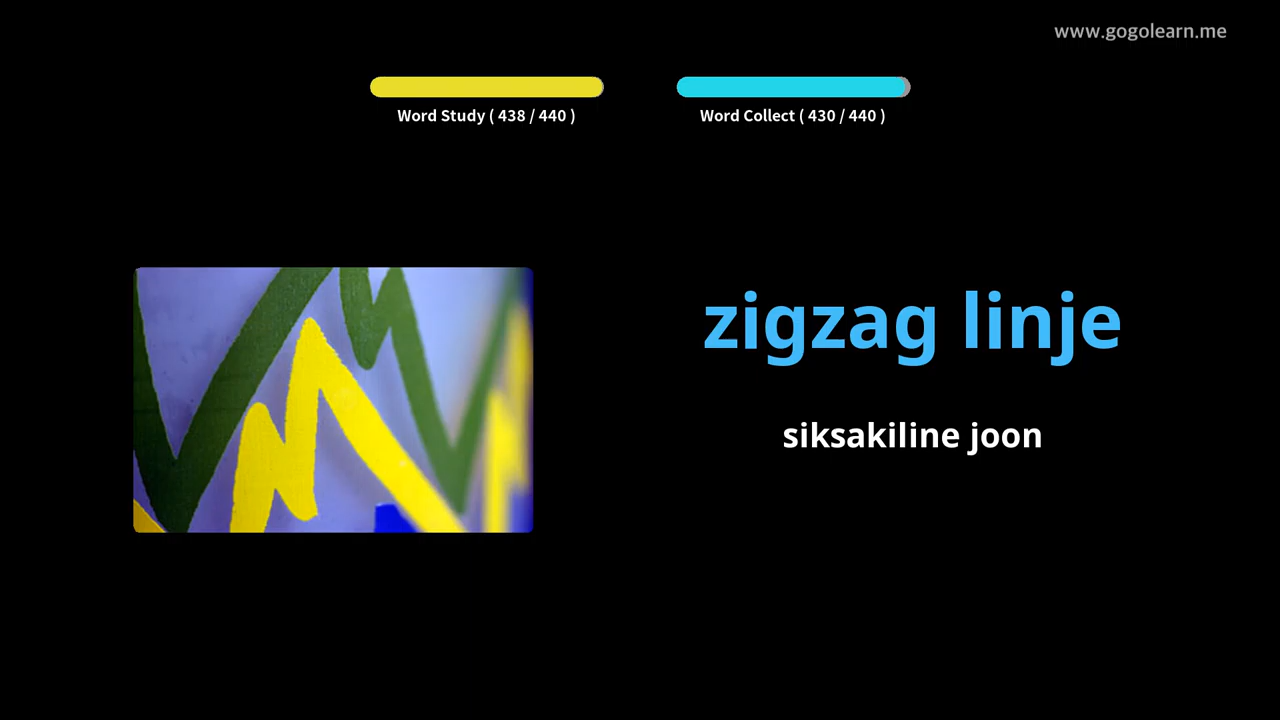 www.gogolearn.me
Word Study ( 438 / 440 )
Word Collect ( 430 / 440 )
zigzag linje
siksakiline joon